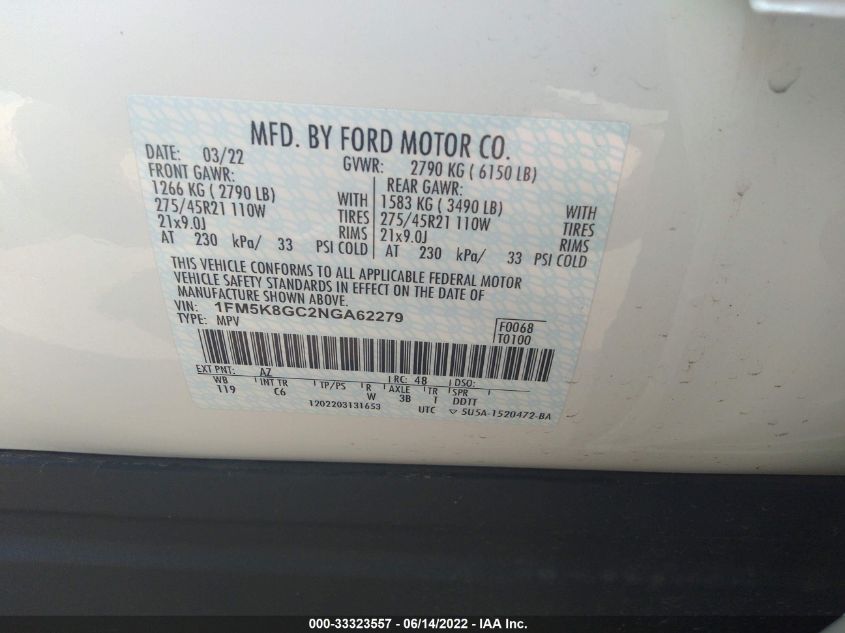 MFD. BY FORD MOTOR CO.
DATE: 03/22 GVWR: 2790 KG ( 6150 LB)
FRONT GAWR: REAR GAWR:
1266 KG ( 2790 LB) WITH 1583 KG ( 3490 LB) WITH
275/45R21 110W TIRES 275/45R21 110W TIRES
21x9.0J RIMS 21x9.0J RIMS
AT 230 kPa/ 33 PSI COLD AT 230 kPa/ 33 PSI COLD
THIS VEHICLE CONFORMS TO ALL APPLICABLE FEDERAL MOTOR
VEHICLE SAFETY STANDARDS IN EFFECT ON THE DATE OF
MANUFACTURE SHOWN ABOVE.
VIN: 1FM5K8GC2NGA62279
TYPE: MPV
F0068
T0100
EXT PNT: AZ RC: 48 DSO:
WB INT TR TP/PS R AXLE TR SPR
119 C6 W 3B I DDTT
1202203131653 UTC 5U5A-1520472-BA
000-33323557 - 06/14/2022 - IAA Inc.